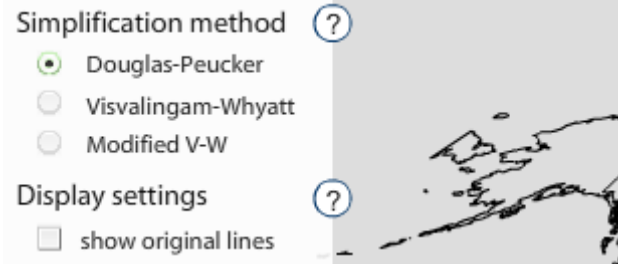 Simplification method ?
Douglas-Peucker
Visvalingam-Whyatt
Modified V-W
Display settings ?
show original lines